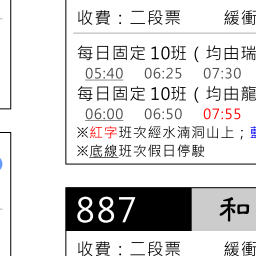 收費：二段票 緩衝
每日固定10班（均由瑞
05:40 06:25 07:30
每日固定10班（均由龍
06:00 06:50 07:55
※紅字班次經水湳洞山上；
※底線班次假日停駛
887 和
收費：二段票 緩衝